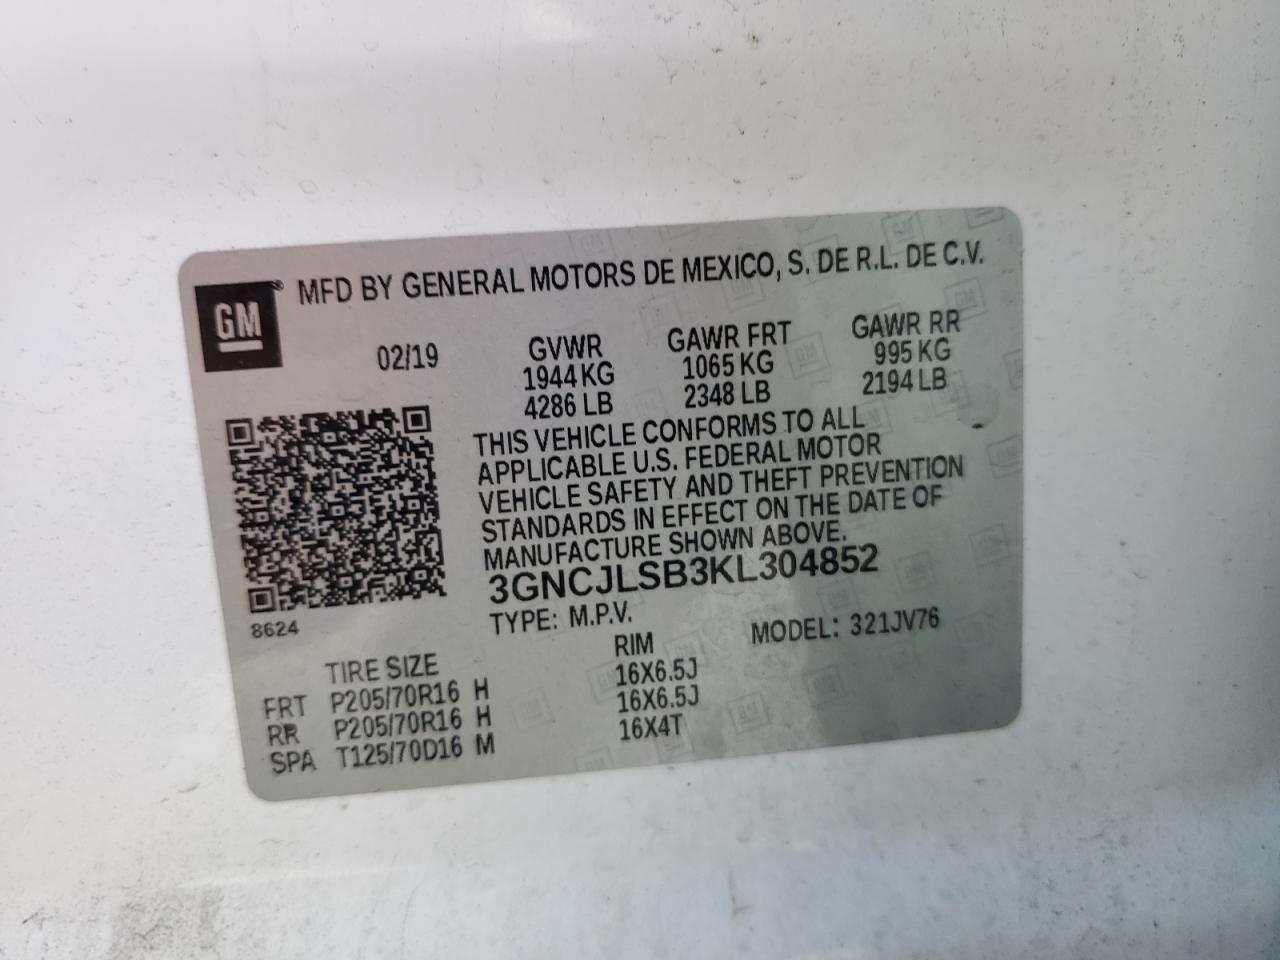 GM® MFD BY GENERAL MOTORS DE MEXICO, S. DE R.L. DE C.V.
02/19 GVWR GAWR FRT GAWR RR
1944 KG 1065 KG 995 KG
4286 LB 2348 LB 2194 LB
THIS VEHICLE CONFORMS TO ALL
APPLICABLE U.S. FEDERAL MOTOR
VEHICLE SAFETY AND THEFT PREVENTION
STANDARDS IN EFFECT ON THE DATE OF
MANUFACTURE SHOWN ABOVE.
3GNCJLSB3KL304852
8624 TYPE: M.P.V. MODEL: 321JV76
TIRE SIZE RIM
FRT P205/70R16 H 16X6.5J
RR P205/70R16 H 16X6.5J
SPA T125/70D16 M 16X4T